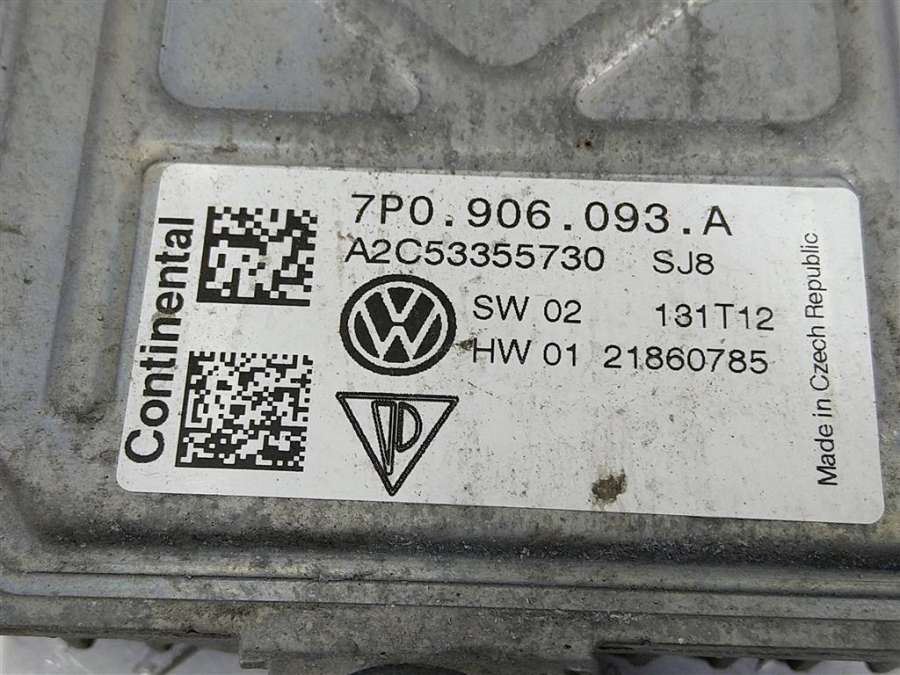 Continental
7P0.906.093.A
A2C53355730 SJ8
SW 02 131T12
HW 01 21860785
Made in Czech Republic